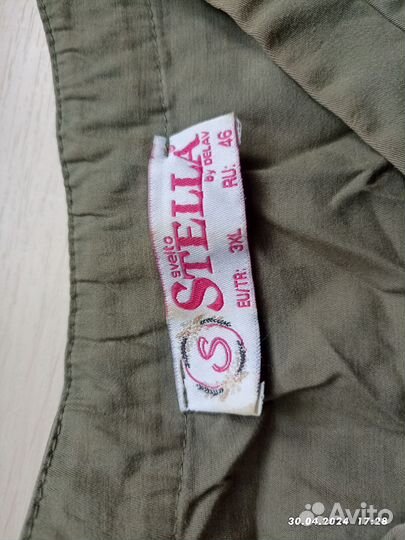 svelto
STELLA
by DELAV
EU/TR: 3XL RU: 46
S
30.04.2024 17:28
Avito